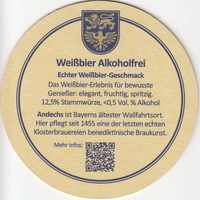 Weißbier Alkoholfrei
Echter Weißbier-Geschmack
Das Weißbier-Erlebnis für bewusste
Genießer: elegant, fruchtig, spritzig.
12,5% Stammwürze, <0,5 Vol. % Alkohol
Andechs ist Bayerns ältester Wallfahrtsort.
Hier pflegt seit 1455 eine der letzten echten
Klosterbrauereien benediktinische Braukunst.
Mehr Infos: